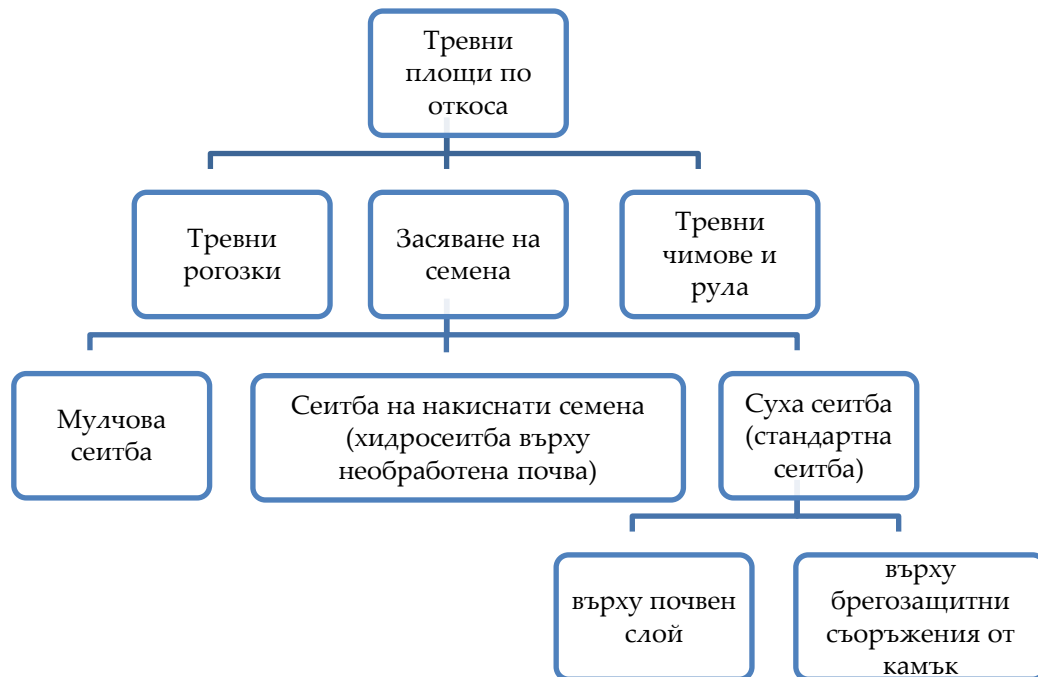 Тревни
площи по
откоса
Тревни
рогозки
Засяване на
семена
Тревни
чимове и
рула
Мулчова
сеитба
Сеитба на накиснати семена
(хидросеитба върху
необработена почва)
Суха сеитба
(стандартна
сеитба)
върху почвен
слой
върху
брегозащитни
съоръжения от
камък